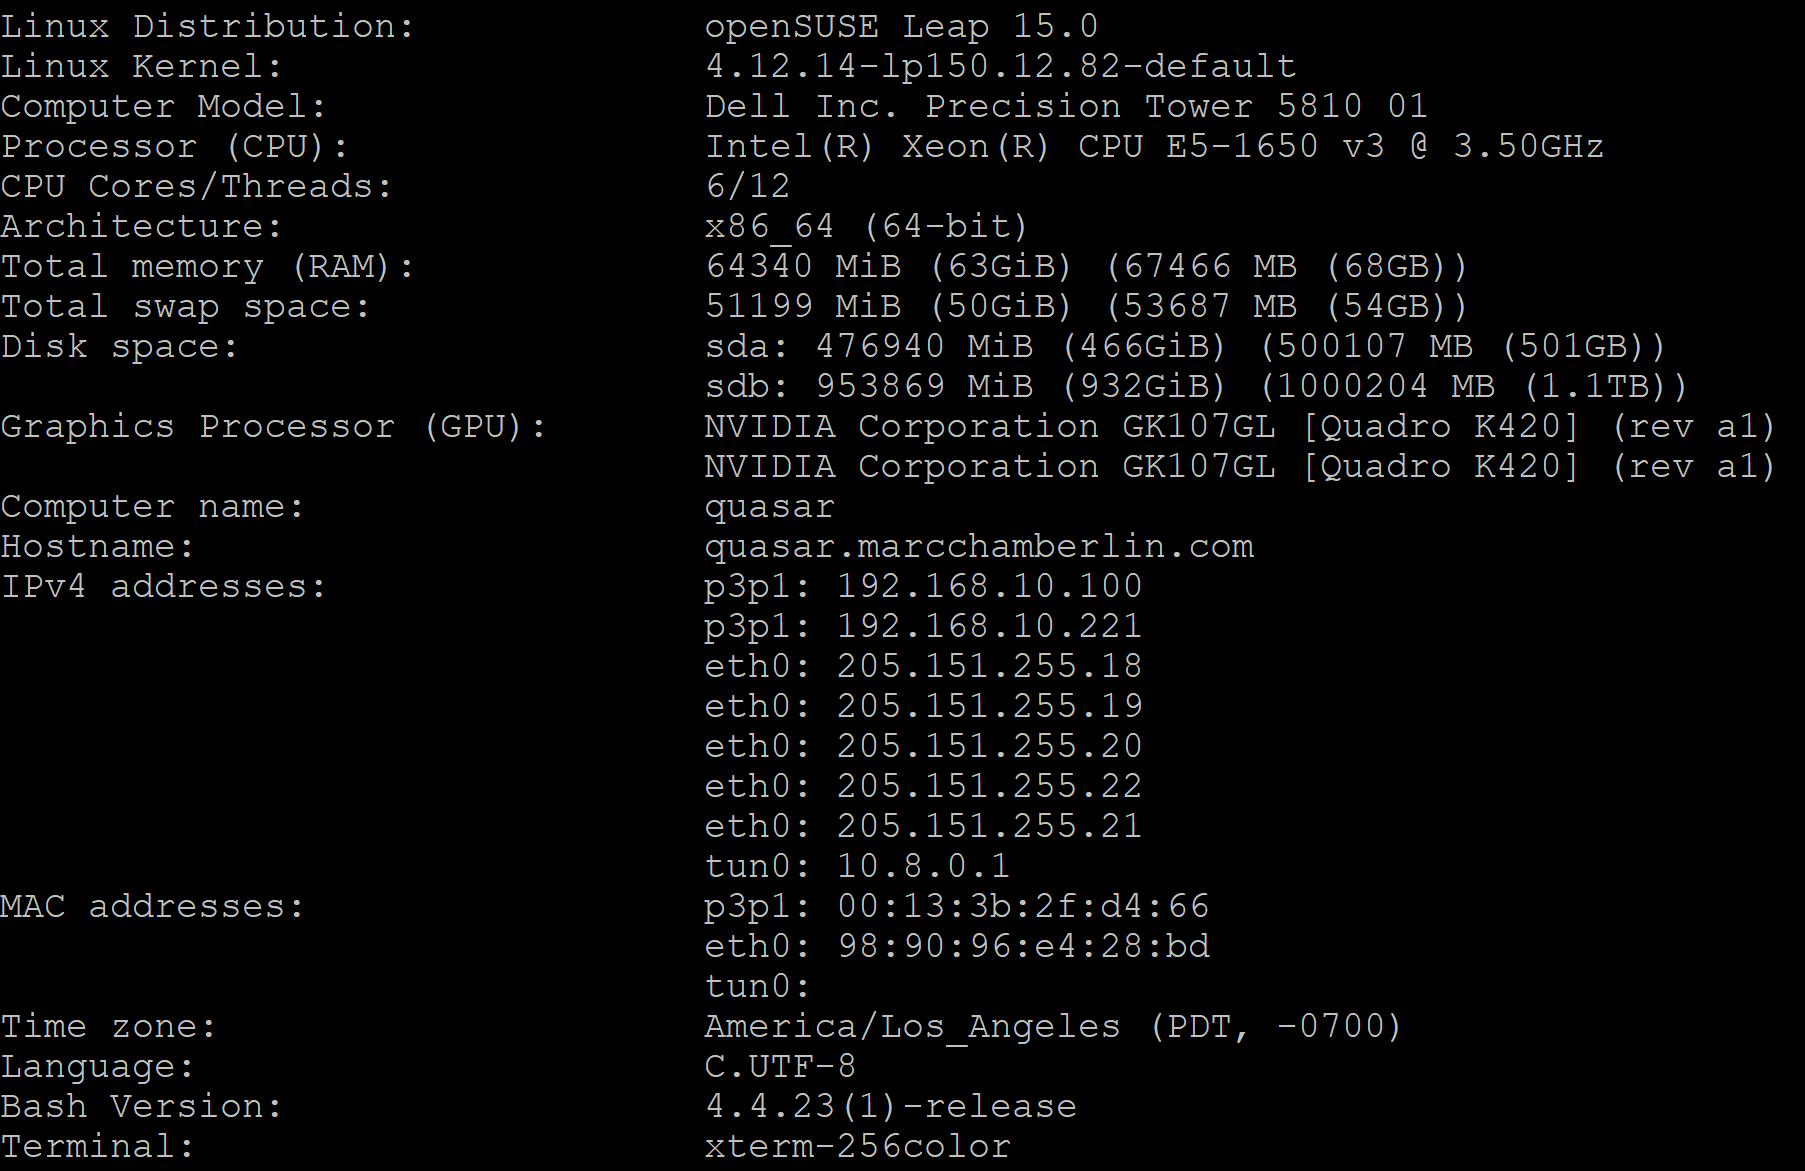 Linux Distribution: openSUSE Leap 15.0
Linux Kernel: 4.12.14-lp150.12.82-default
Computer Model: Dell Inc. Precision Tower 5810 01
Processor (CPU): Intel(R) Xeon(R) CPU E5-1650 v3 @ 3.50GHz
CPU Cores/Threads: 6/12
Architecture: x86_64 (64-bit)
Total memory (RAM): 64340 MiB (63GiB) (67466 MB (68GB))
Total swap space: 51199 MiB (50GiB) (53687 MB (54GB))
Disk space: sda: 476940 MiB (466GiB) (500107 MB (501GB))
sdb: 953869 MiB (932GiB) (1000204 MB (1.1TB))
Graphics Processor (GPU): NVIDIA Corporation GK107GL [Quadro K420] (rev a1)
NVIDIA Corporation GK107GL [Quadro K420] (rev a1)
Computer name: quasar
Hostname: quasar.marcchamberlin.com
IPv4 addresses: p3p1: 192.168.10.100
p3p1: 192.168.10.221
eth0: 205.151.255.18
eth0: 205.151.255.19
eth0: 205.151.255.20
eth0: 205.151.255.22
eth0: 205.151.255.21
tun0: 10.8.0.1
MAC addresses: p3p1: 00:13:3b:2f:d4:66
eth0: 98:90:96:e4:28:bd
tun0:
Time zone: America/Los_Angeles (PDT, -0700)
Language: C.UTF-8
Bash Version: 4.4.23(1)-release
Terminal: xterm-256color